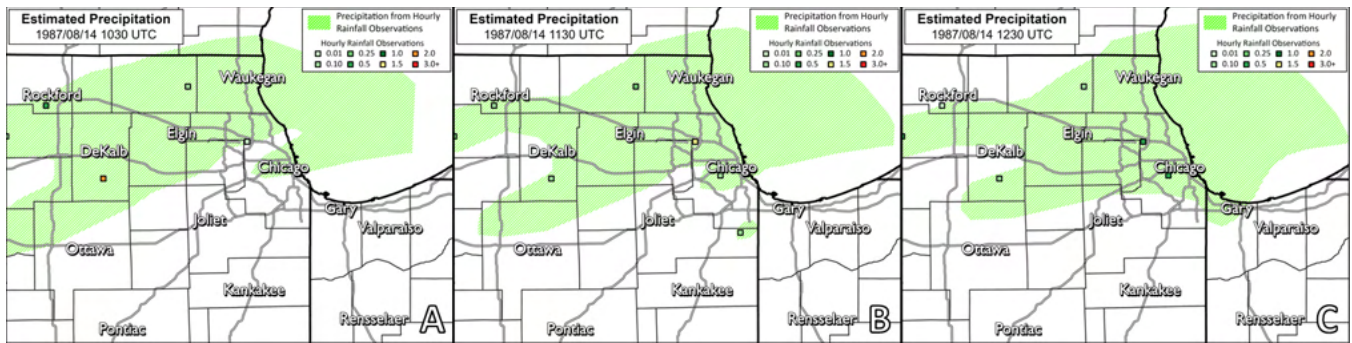 Estimated Precipitation
1987/08/14 1030 UTC
Precipitation from Hourly
Rainfall Observations
Hourly Rainfall Observations
0.01 0.25 1.0 2.0
0.10 0.5 1.5 3.0+
Waukegan
Rockford
Elgin
DeKalb
Chicago
Gary
Joliet
Valparaiso
Ottawa
Kankakee
Rensselaer
Pontiac
A
Estimated Precipitation
1987/08/14 1130 UTC
Precipitation from Hourly
Rainfall Observations
Hourly Rainfall Observations
0.01 0.25 1.0 2.0
0.10 0.5 1.5 3.0+
Waukegan
Rockford
Elgin
DeKalb
Chicago
Gary
Joliet
Valparaiso
Ottawa
Kankakee
Rensselaer
Pontiac
B
Estimated Precipitation
1987/08/14 1230 UTC
Precipitation from Hourly
Rainfall Observations
Hourly Rainfall Observations
0.01 0.25 1.0 2.0
0.10 0.5 1.5 3.0+
Waukegan
Rockford
Elgin
DeKalb
Chicago
Gary
Joliet
Valparaiso
Ottawa
Kankakee
Rensselaer
Pontiac
C